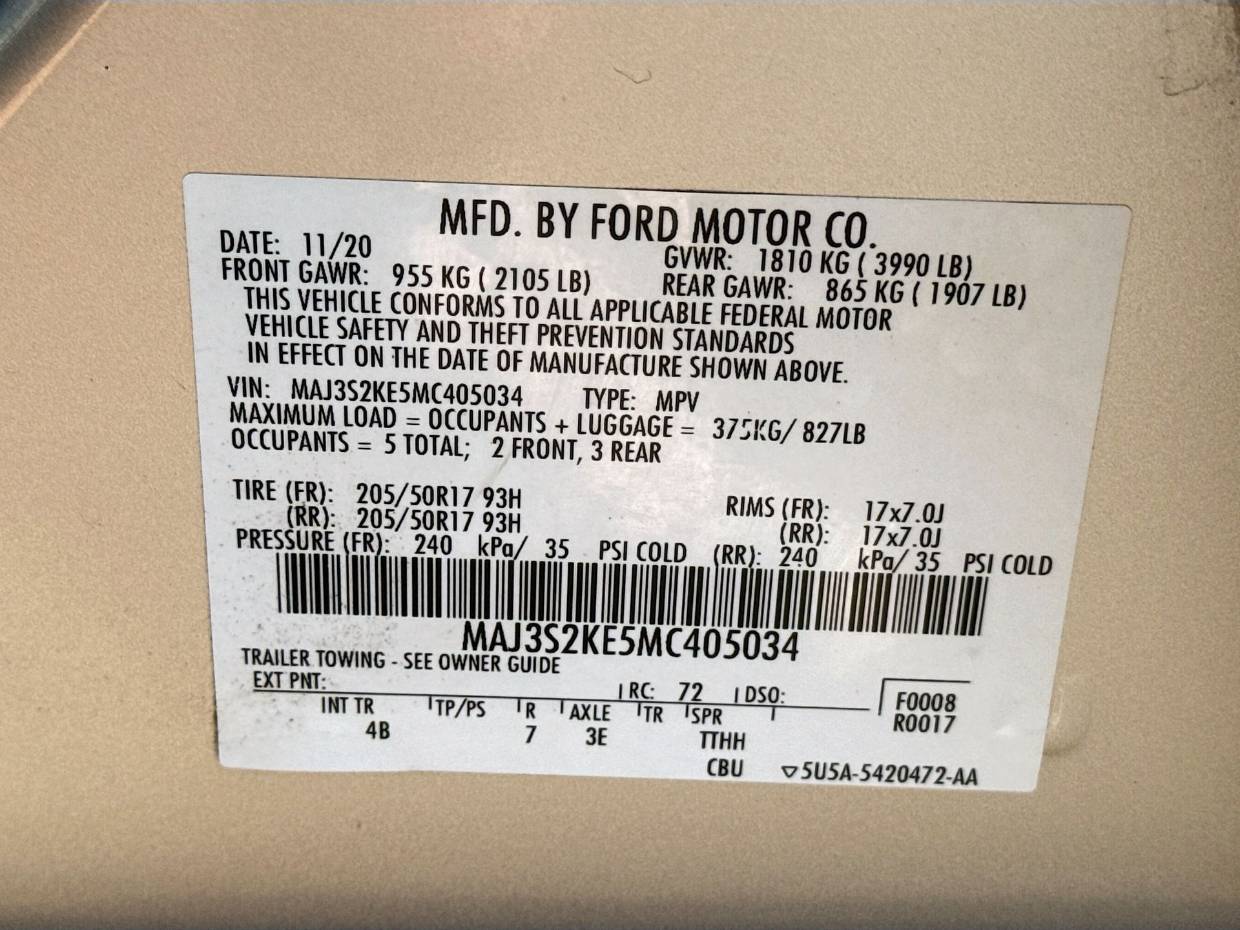 MFD. BY FORD MOTOR CO.
DATE: 11/20 GVWR: 1810 KG ( 3990 LB)
FRONT GAWR: 955 KG ( 2105 LB) REAR GAWR: 865 KG ( 1907 LB)
THIS VEHICLE CONFORMS TO ALL APPLICABLE FEDERAL MOTOR
VEHICLE SAFETY AND THEFT PREVENTION STANDARDS
IN EFFECT ON THE DATE OF MANUFACTURE SHOWN ABOVE.
VIN: MAJ3S2KE5MC405034 TYPE: MPV
MAXIMUM LOAD = OCCUPANTS + LUGGAGE = 375KG/ 827LB
OCCUPANTS = 5 TOTAL; 2 FRONT, 3 REAR
TIRE (FR): 205/50R17 93H RIMS (FR): 17x7.0J
(RR): 205/50R17 93H (RR): 17x7.0J
PRESSURE (FR): 240 kPa/ 35 PSI COLD (RR): 240 kPa/ 35 PSI COLD
MAJ3S2KE5MC405034
TRAILER TOWING - SEE OWNER GUIDE
EXT PNT: RC: 72 DSO: F0008
INT TR TP/PS R AXLE TR SPR R0017
4B 7 3E TTHH
CBU ▽5U5A-5420472-AA